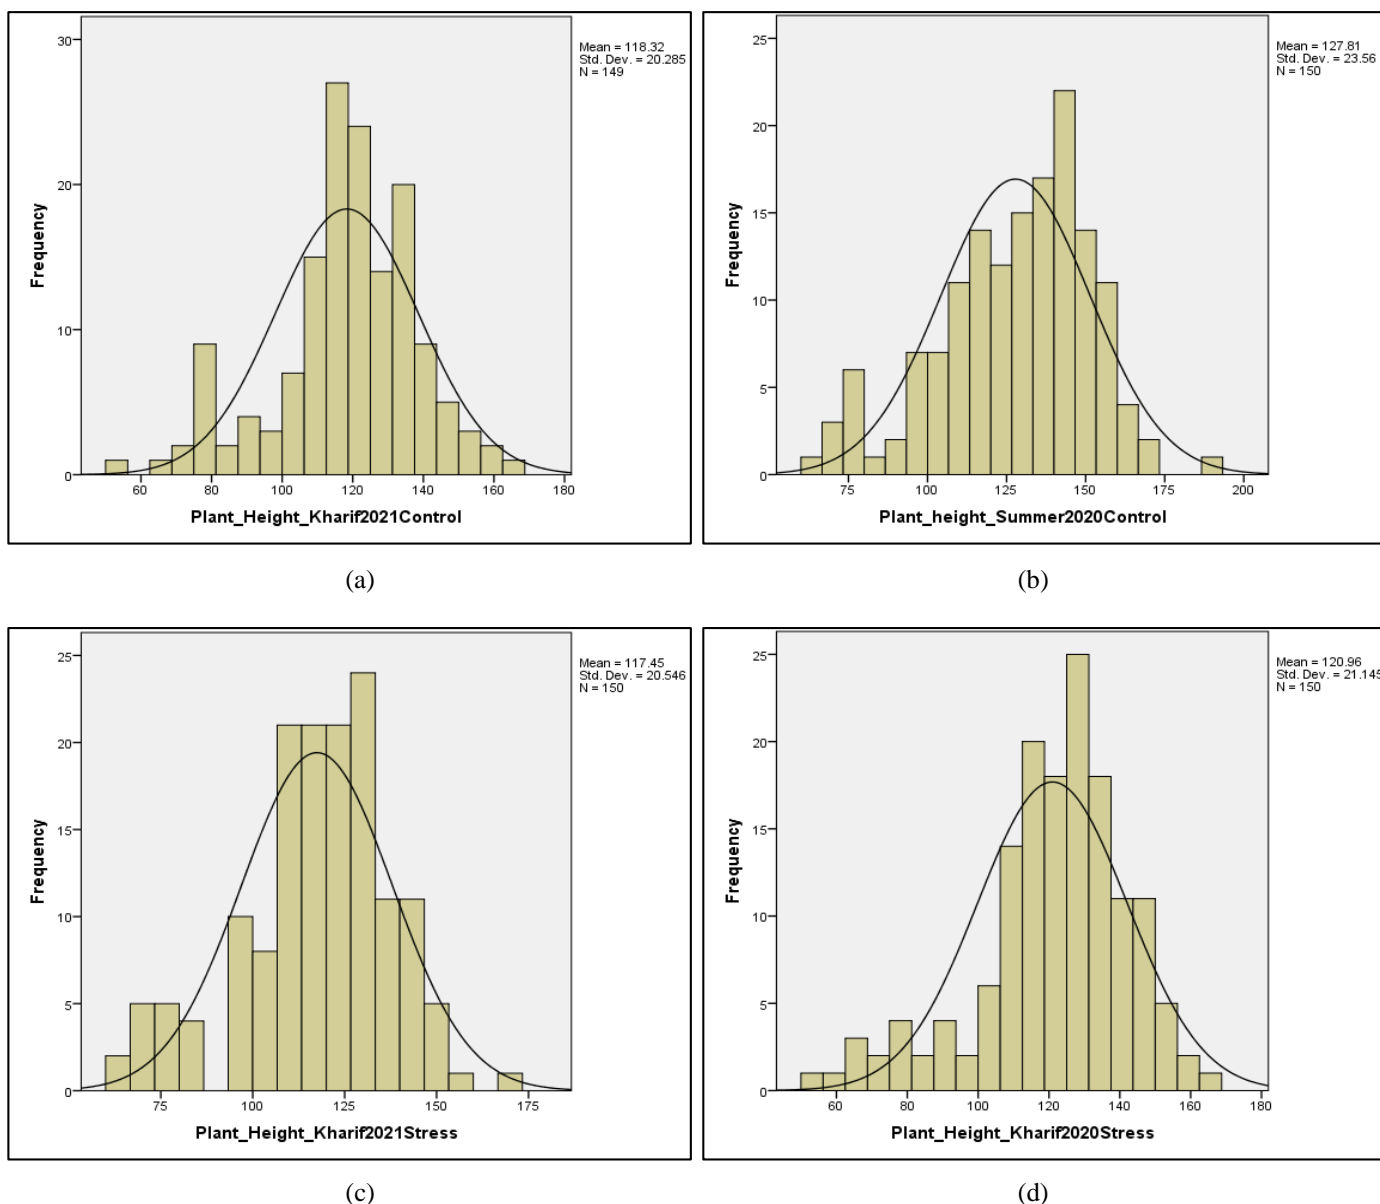 Mean = 118.32
Std. Dev. = 20.285
N = 149
30
20
10
0
Frequency
60 80 100 120 140 160 180
Plant_Height_Kharif2021Control
(a)
Mean = 127.81
Std. Dev. = 23.56
N = 150
25
20
15
10
5
0
Frequency
75 100 125 150 175 200
Plant_height_Summer2020Control
(b)
Mean = 117.45
Std. Dev. = 20.546
N = 150
25
20
15
10
5
0
Frequency
75 100 125 150 175
Plant_Height_Kharif2021Stress
(c)
Mean = 120.96
Std. Dev. = 21.145
N = 150
25
20
15
10
5
0
Frequency
60 80 100 120 140 160 180
Plant_Height_Kharif2020Stress
(d)